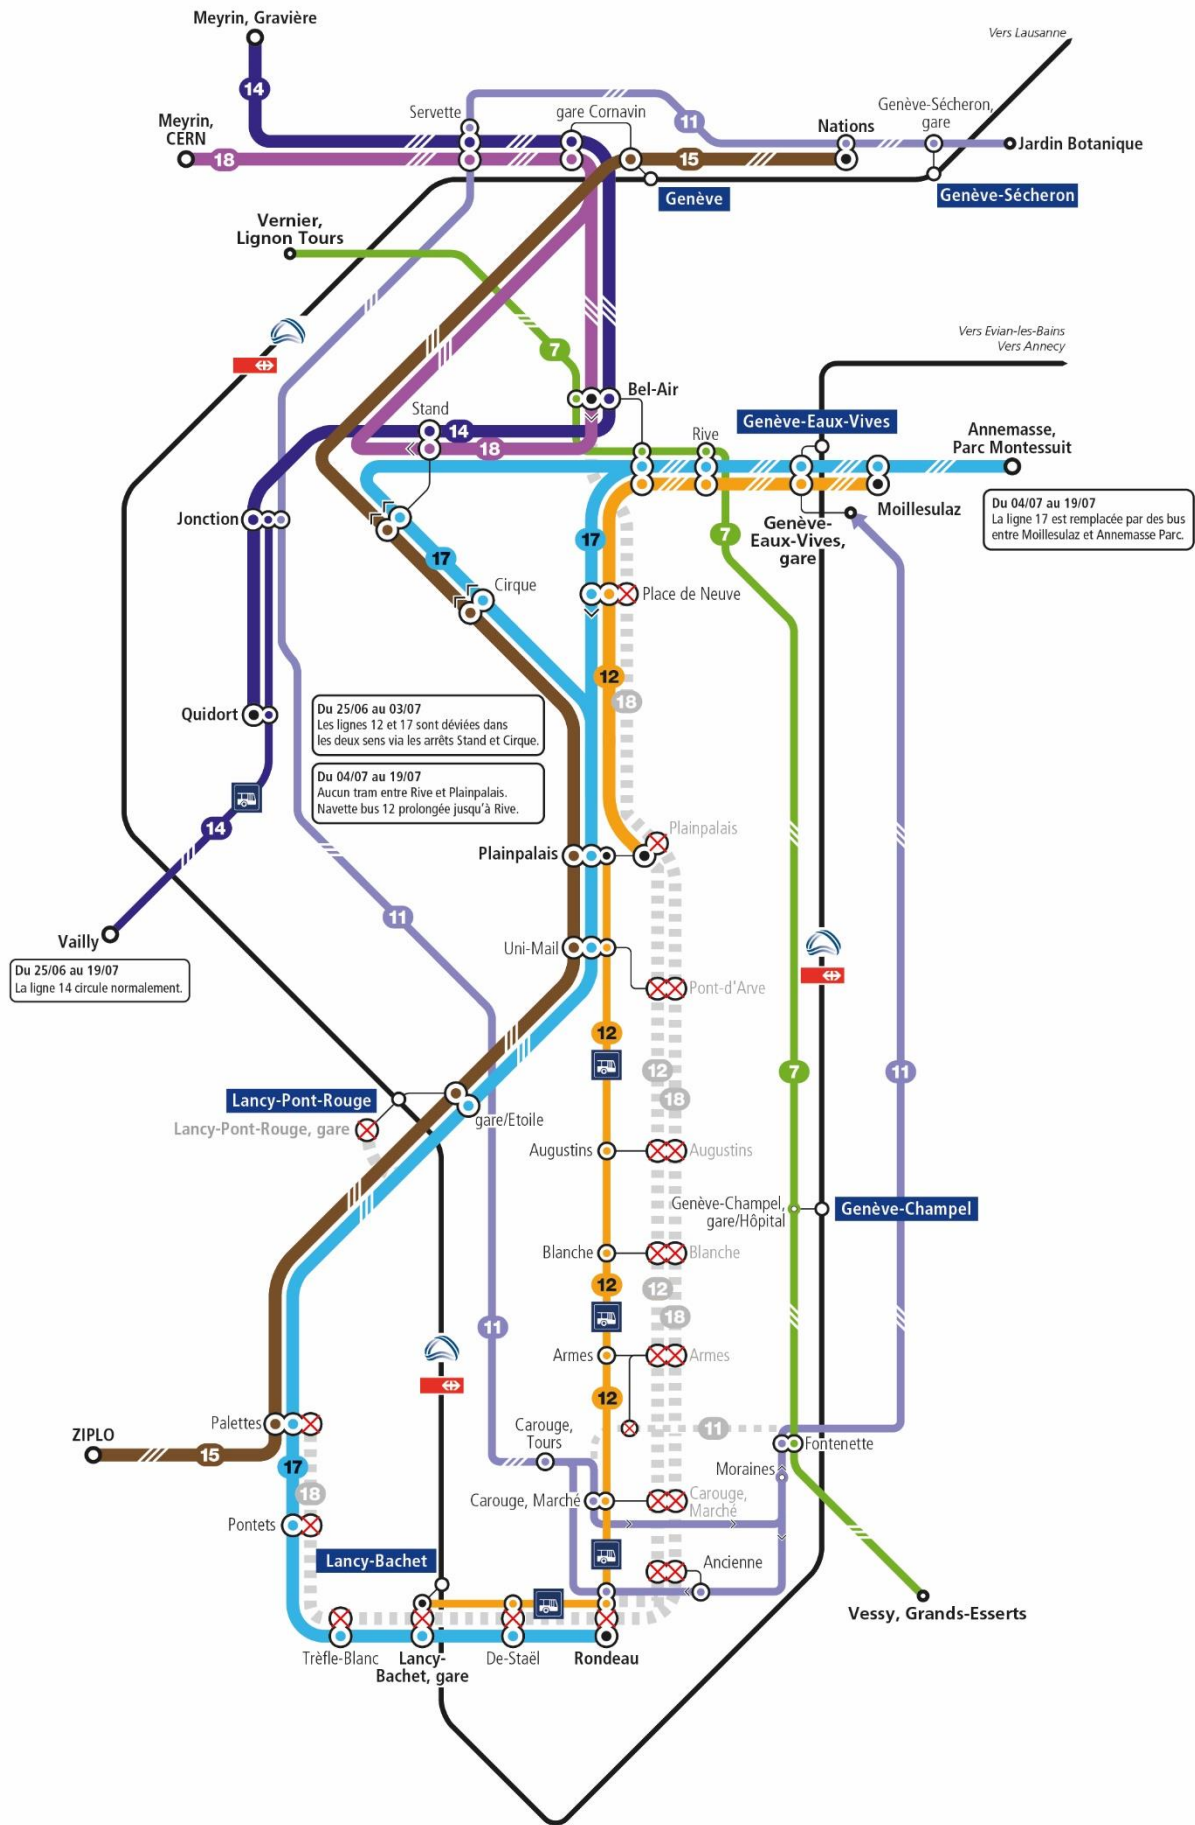 Meyrin, Gravière
Vers Lausanne
14
Servette
gare Cornavin
Genève-Sécheron,
gare
Meyrin,
CERN
11
Nations
Jardin Botanique
18
15
Genève
Genève-Sécheron
Vernier,
Lignon Tours
Vers Evian-les-Bains
Vers Annecy
7
Bel-Air
Stand
14
18
Rive
Genève-Eaux-Vives
Annemasse,
Parc Montessuit
Moillesulaz
Du 04/07 au 19/07
La ligne 17 est remplacée par des bus
entre Moillesulaz et Annemasse Parc.
Jonction
Genève-
Eaux-Vives,
gare
7
17
17
Cirque
Place de Neuve
12
18
Quidort
Du 25/06 au 03/07
Les lignes 12 et 17 sont déviées dans
les deux sens via les arrêts Stand et Cirque.
Du 04/07 au 19/07
Aucun tram entre Rive et Plainpalais.
Navette bus 12 prolongée jusqu'à Rive.
14
Plainpalais
Plainpalais
11
Vailly
Du 25/06 au 19/07
La ligne 14 circule normalement.
Uni-Mail
Pont-d'Arve
12
12
18
7
11
Lancy-Pont-Rouge
Lancy-Pont-Rouge, gare
gare/Etoile
Augustins
Augustins
Genève-Champel,
gare/Hôpital
Genève-Champel
Blanche
Blanche
12
12
18
11
Armes
Armes
12
11
Palettes
ZIPLO
15
17
18
Carouge,
Tours
Fontenette
Moraines
Carouge, Marché
Carouge,
Marché
Pontets
Lancy-Bachet
Ancienne
Vessy, Grands-Esserts
Trèfle-Blanc
Lancy-
Bachet, gare
De-Staël
Rondeau